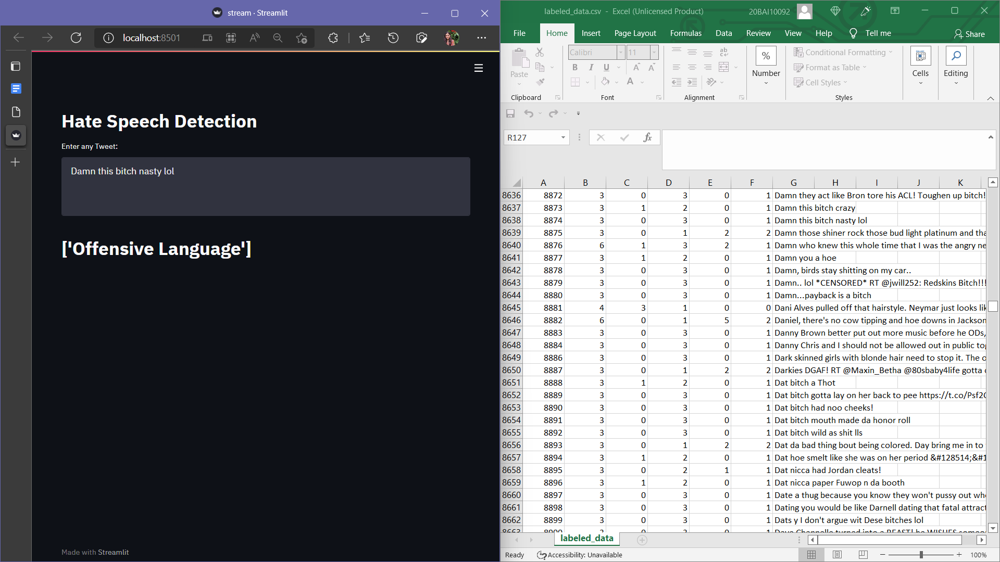 stream · Streamlit
localhost:8501
Hate Speech Detection
Enter any Tweet:
Damn this bitch nasty lol
['Offensive Language']
Made with Streamlit
labeled_data.csv - Excel (Unlicensed Product)
20BAI10092
File Home Insert Page Layout Formulas Data Review View Help Tell me Share
Paste
Calibri 11
B I U
Number
Conditional Formatting
Format as Table
Cell Styles
Cells
Editing
Clipboard Font Alignment Styles
R127
fx
A B C D E F G H I J K
8636 8872 3 0 3 0 1 Damn they act like Bron tore his ACL! Toughen up bitch!
8637 8873 3 1 2 0 1 Damn this bitch crazy
8638 8874 3 0 3 0 1 Damn this bitch nasty lol
8639 8875 3 0 1 2 2 Damn those shiner rock those bud light platinum and tha
8640 8876 6 1 3 2 1 Damn who knew this whole time that I was the angry ne
8641 8877 3 1 2 0 1 Damn you a hoe
8642 8878 3 0 3 0 1 Damn, birds stay shitting on my car..
8643 8879 3 0 3 0 1 Damn.. lol *CENSORED* RT @jwill252: Redskins Bitch!!!
8644 8880 3 0 3 0 1 Damn...payback is a bitch
8645 8881 4 3 1 0 0 Dani Alves pulled off that hairstyle. Neymar just looks lik
8646 8882 6 0 1 5 2 Daniel, there's no cow tipping and hoe downs in Jackson
8647 8883 3 0 3 0 1 Danny Brown better put out more music before he ODs,
8648 8884 3 0 3 0 1 Danny Chris and I should not be allowed out in public tog
8649 8886 3 0 3 0 1 Dark skinned girls with blonde hair need to stop it. The o
8650 8887 3 0 1 2 2 Darkies DGAF! RT @Maxin_Betha @80sbaby4life gotta
8651 8888 3 1 2 0 1 Dat bitch a Thot
8652 8889 3 0 3 0 1 Dat bitch gotta lay on her back to pee https://t.co/Psf2
8653 8890 3 0 3 0 1 Dat bitch had noo cheeks!
8654 8891 3 0 3 0 1 Dat bitch mouth made da honor roll
8655 8892 3 0 3 0 1 Dat bitch wild as shit lls
8656 8893 3 0 1 2 2 Dat da bad thing bout being colored. Day bring me in to
8657 8894 3 1 2 0 1 Dat hoe smelt like she was on her period &#128514;&#1
8658 8895 3 0 2 1 1 Dat nicca had Jordan cleats!
8659 8896 3 1 2 0 1 Dat nicca paper Fuwop n da booth
8660 8897 3 0 3 0 1 Date a thug because you know they won't pussy out whe
8661 8898 3 0 3 0 1 Dating you would be like Darnell dating that fatal attract
8662 8899 3 0 3 0 1 Dats y I don't argue wit Dese bitches lol
labeled_data
Ready Accessibility: Unavailable 100%